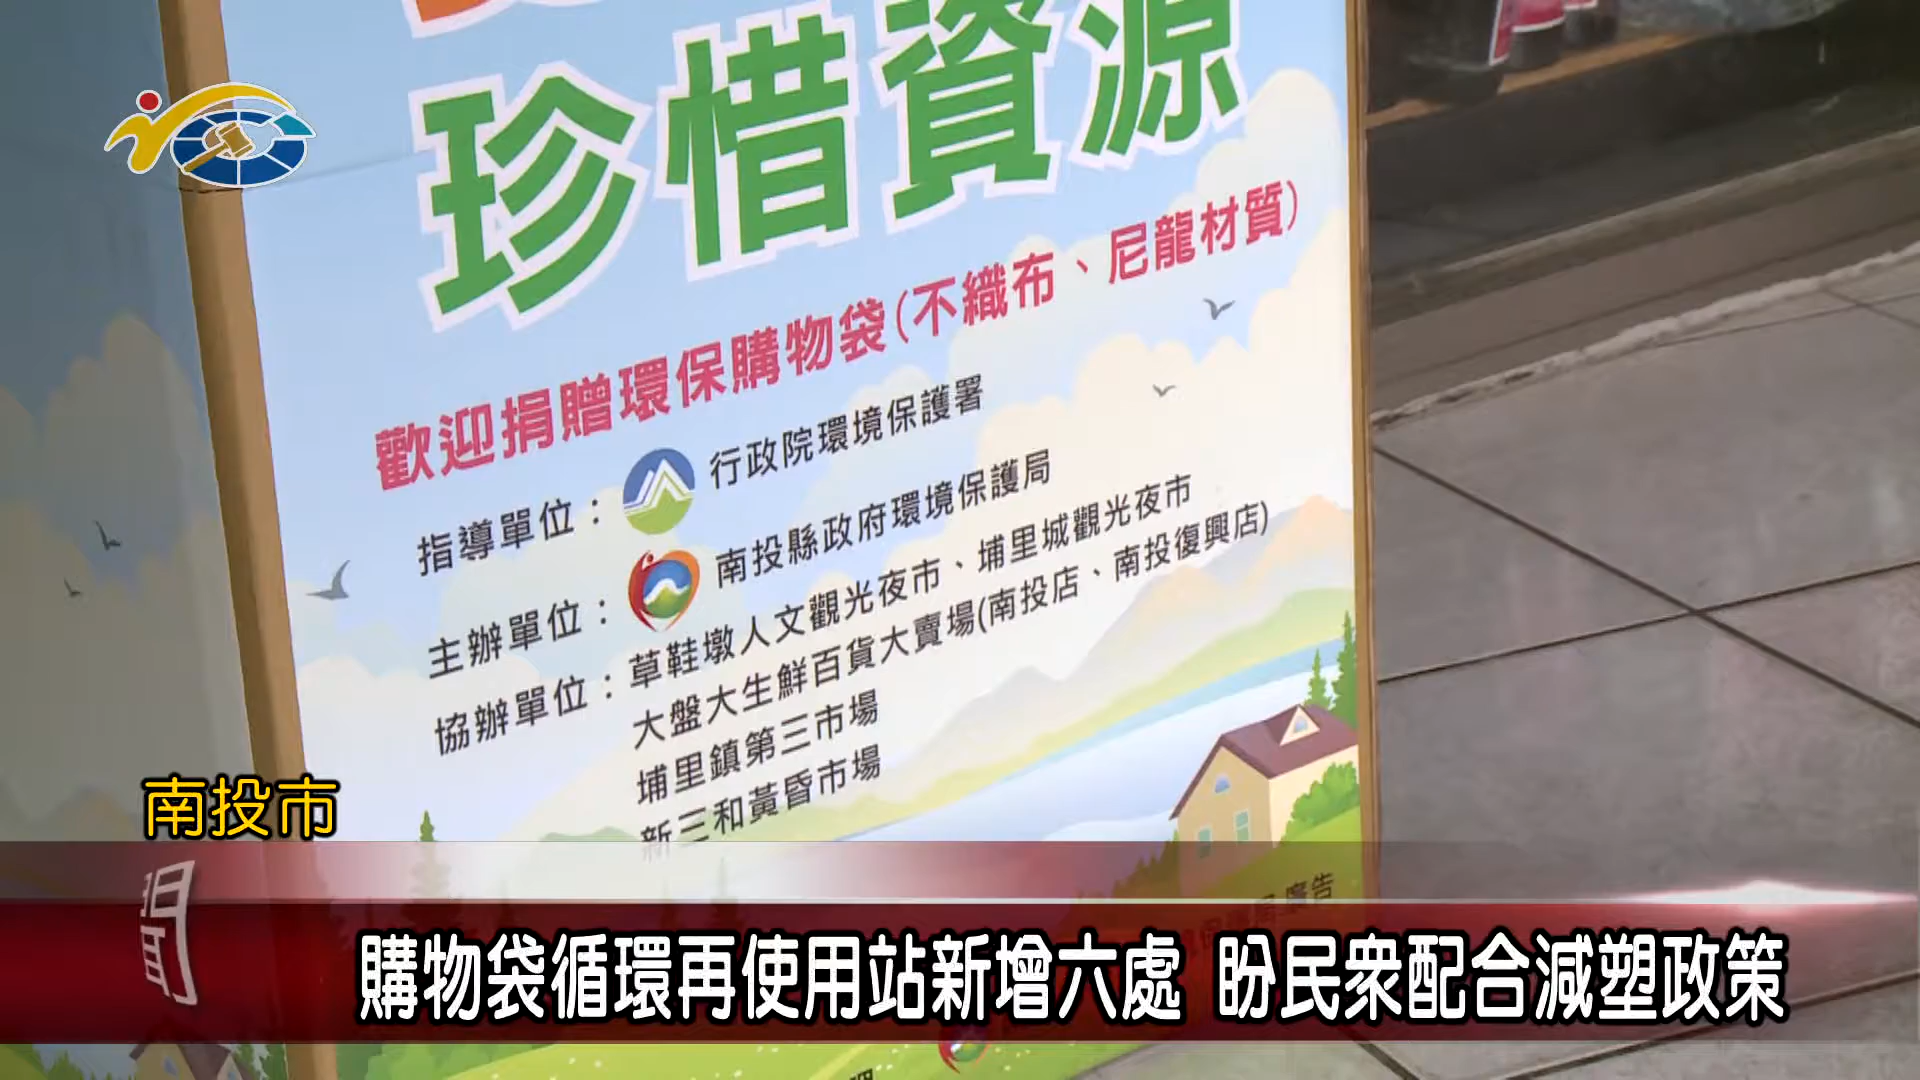 珍惜資源
歡迎捐贈環保購物袋(不織布、尼龍材質)
指導單位：行政院環境保護署
主辦單位：南投縣政府環境保護局
協辦單位：草鞋墩人文觀光夜市、埔里城觀光夜市
大盤大生鮮百貨大賣場(南投店、南投復興店)
埔里鎮第三市場
新三和黃昏市場
廣告
南投市
購物袋循環再使用站新增六處 盼民眾配合減塑政策